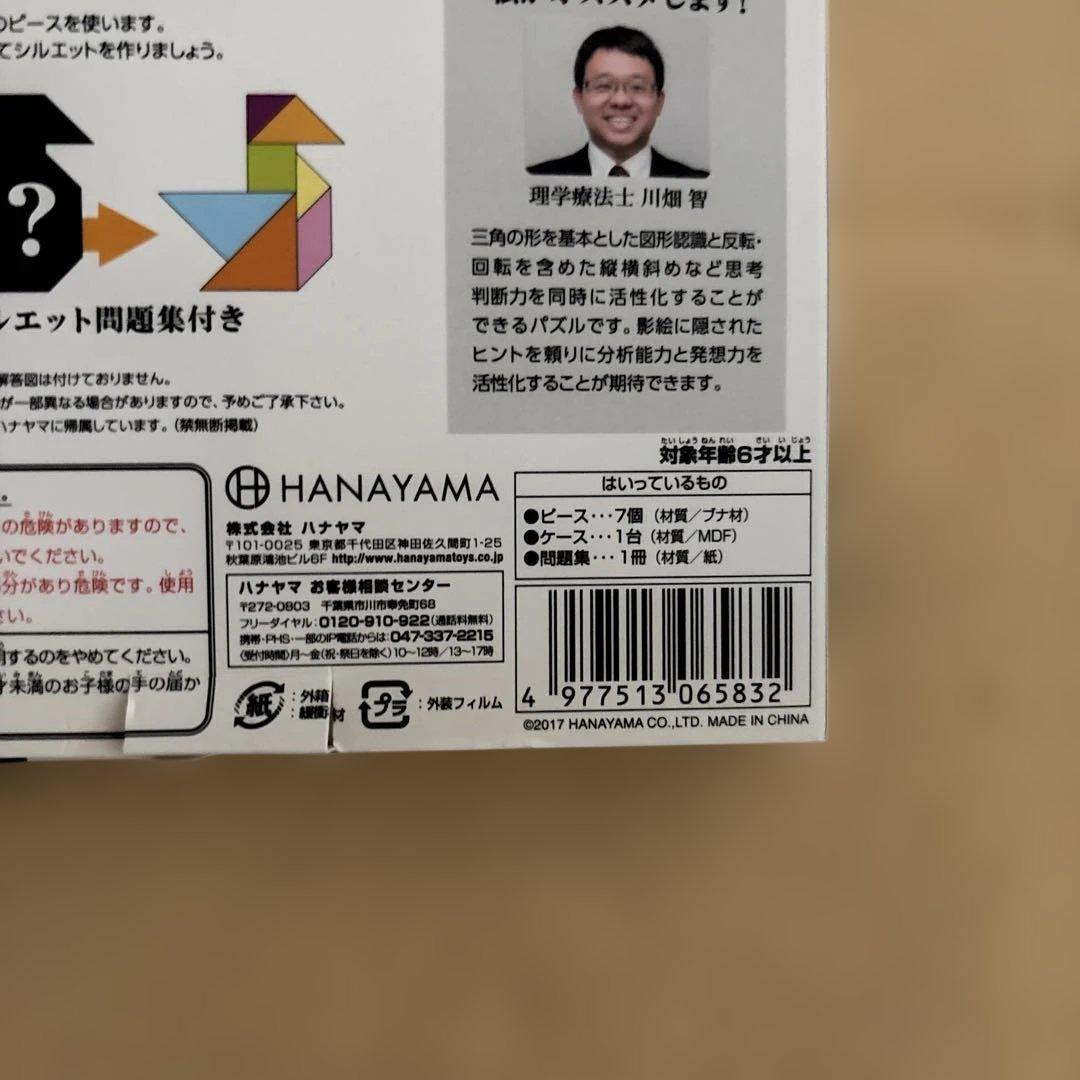 のピースを使います。
てシルエットを作りましょう。
?
ルエット問題集付き
解答図は付けておりません。
が一部異なる場合がありますので、予めご了承下さい。
ハナヤマに帰属しています。(禁無断掲載)
します!
理学療法士 川畑 智
三角の形を基本とした図形認識と反転・
回転を含めた縦横斜めなど思考
判断力を同時に活性化することが
できるパズルです。影絵に隠された
ヒントを頼りに分析能力と発想力を
活性化することが期待できます。
たいしょうねんれい さい いじょう
対象年齢6才以上
はいっているもの
●ピース・・・7個(材質/ブナ材)
●ケース・・・1台(材質/MDF)
●問題集・・・1冊(材質/紙)
の危険がありますので、
いでください。
分があり危険です。使用
さい。
用するのをやめてください。
才未満のお子様の手の届か
HANAYAMA
株式会社 ハナヤマ
〒101-0025 東京都千代田区神田佐久間町1-25
秋葉原鴻池ビル6F http://www.hanayamatoys.co.jp
ハナヤマ お客様相談センター
〒272-0803 千葉県市川市奉免町68
フリーダイヤル:0120-910-922(通話料無料)
携帯・PHS・一部のIP電話からは:047-337-2215
〈受付時間〉月〜金(祝・祭日を除く)10〜12時/13〜17時
紙 :外箱
:緩衝材
プラ :外装フィルム
4 977513 065832
©2017 HANAYAMA CO.,LTD. MADE IN CHINA